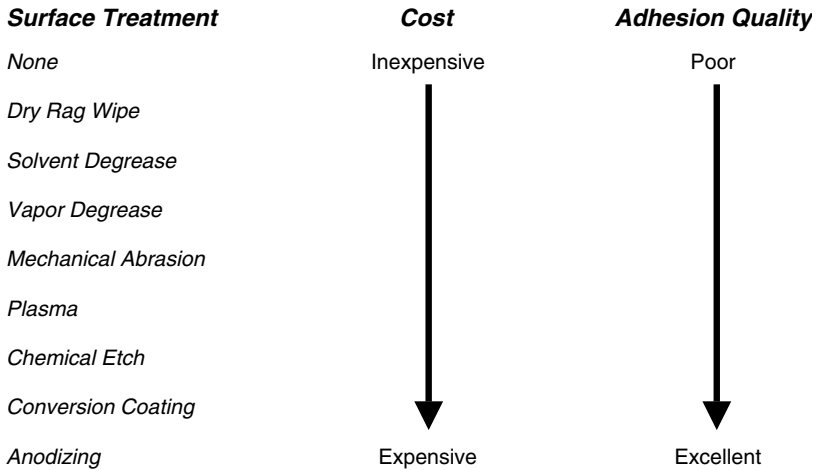 Surface Treatment Cost Adhesion Quality
None Inexpensive Poor
Dry Rag Wipe
Solvent Degrease
Vapor Degrease
Mechanical Abrasion
Plasma
Chemical Etch
Conversion Coating
Anodizing Expensive Excellent